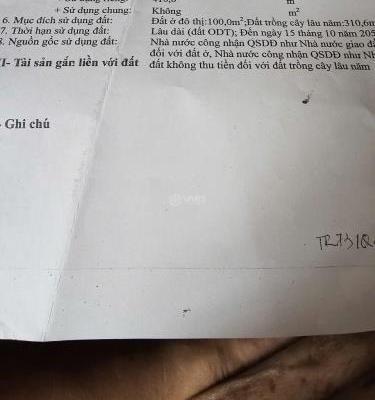 + Sử dụng chung: Không m²
6. Mục đích sử dụng đất: Đất ở đô thị:100,0m²;Đất trồng cây lâu năm:310,6m
7. Thời hạn sử dụng đất: Lâu dài (đất ODT); Đến ngày 15 tháng 10 năm 205
8. Nguồn gốc sử dụng đất: Nhà nước công nhận QSDĐ như Nhà nước giao đ
đối với đất ở, Nhà nước công nhận QSDĐ như Nh
II- Tài sản gắn liền với đất đất không thu tiền đối với đất trồng cây lâu năm
- Ghi chú